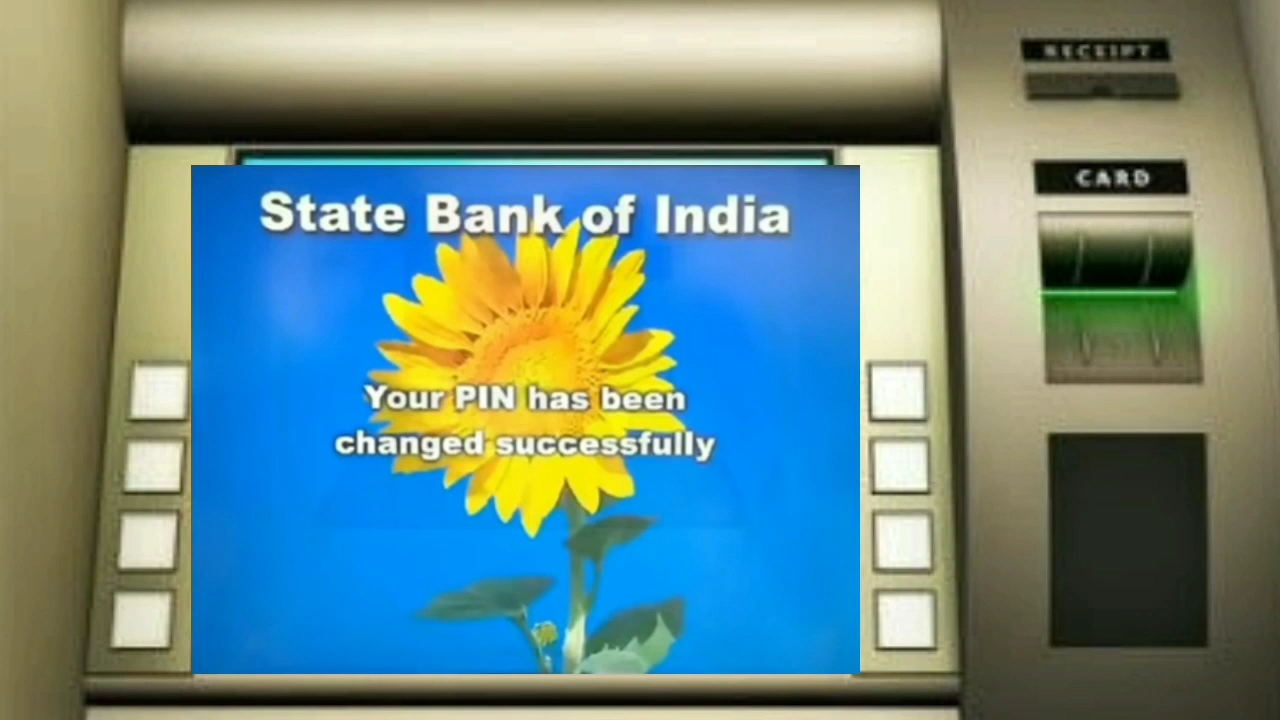 RECEIPT
CARD
State Bank of India
Your PIN has been
changed successfully